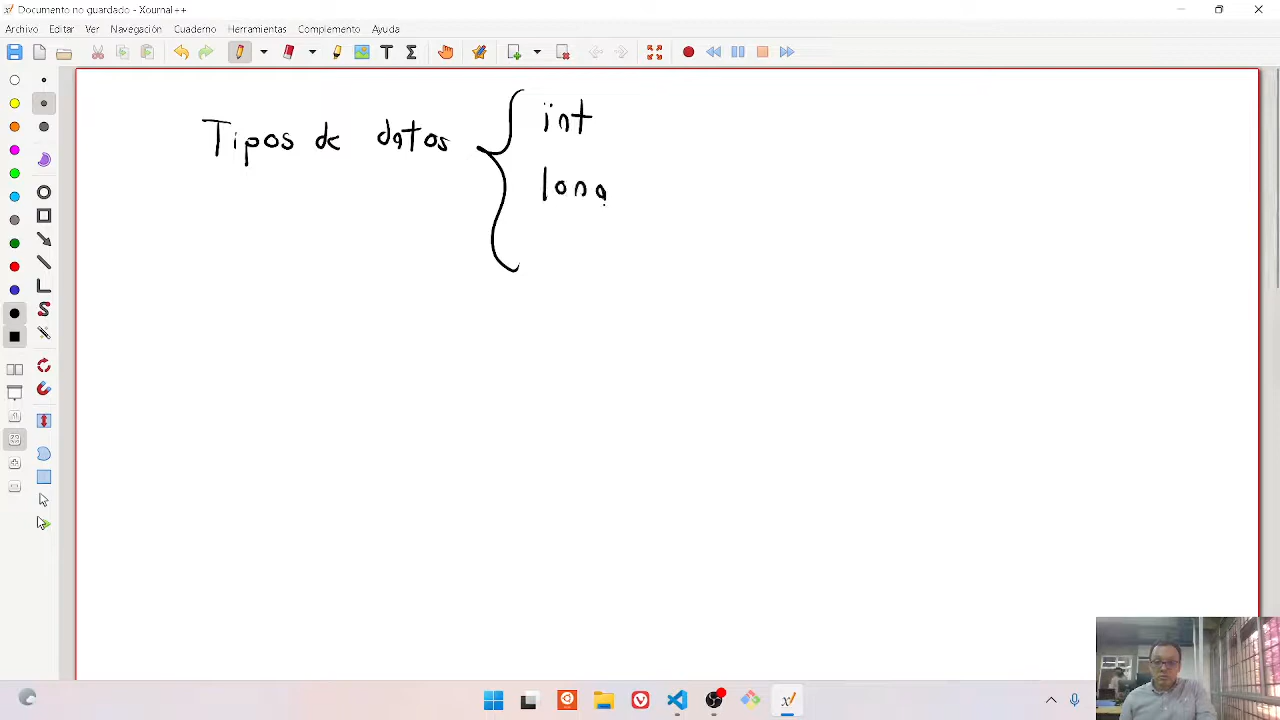 Documento no guardado - Xournal++
Archivo Editar Ver Navegación Cuaderno Herramientas Complemento Ayuda
Tipos de datos
int
long